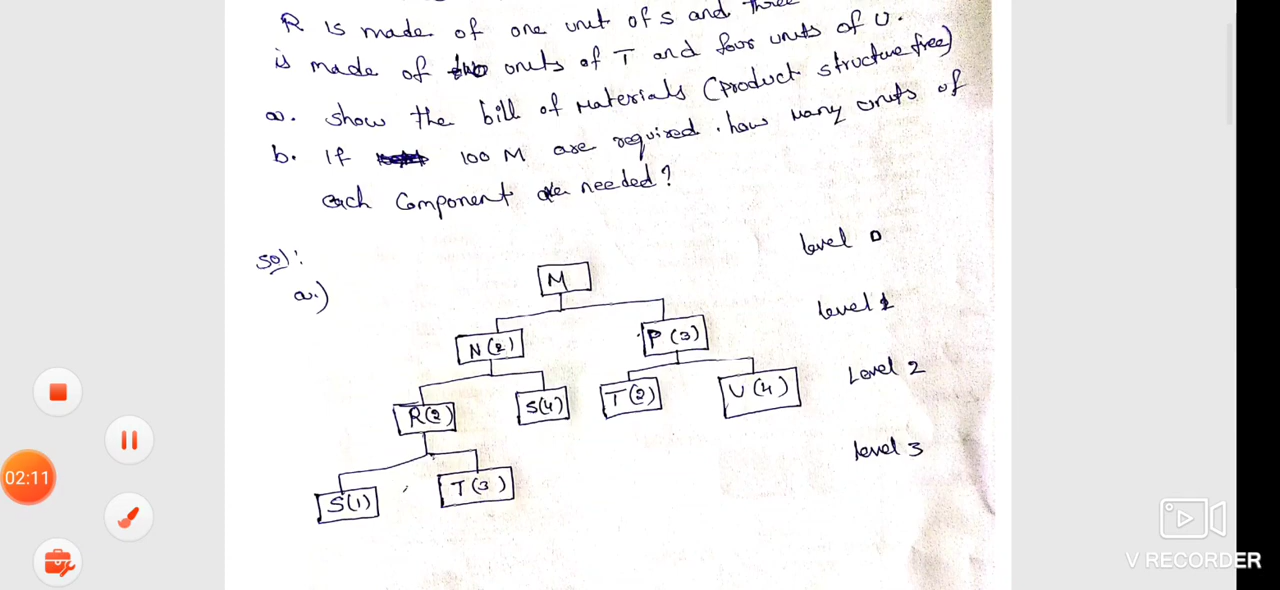 R is made of one unit of S and three
is made of two units of T and four units of U.
a. show the bill of Materials (product structure free)
b. If 100 M are required. how many units of
each component are needed?
Sol:
a.)
Level 0
M
Level 1
N(2) P(3)
Level 2
R(2) S(4) T(2) U(4)
Level 3
S(1) T(3)
02:11
V RECORDER